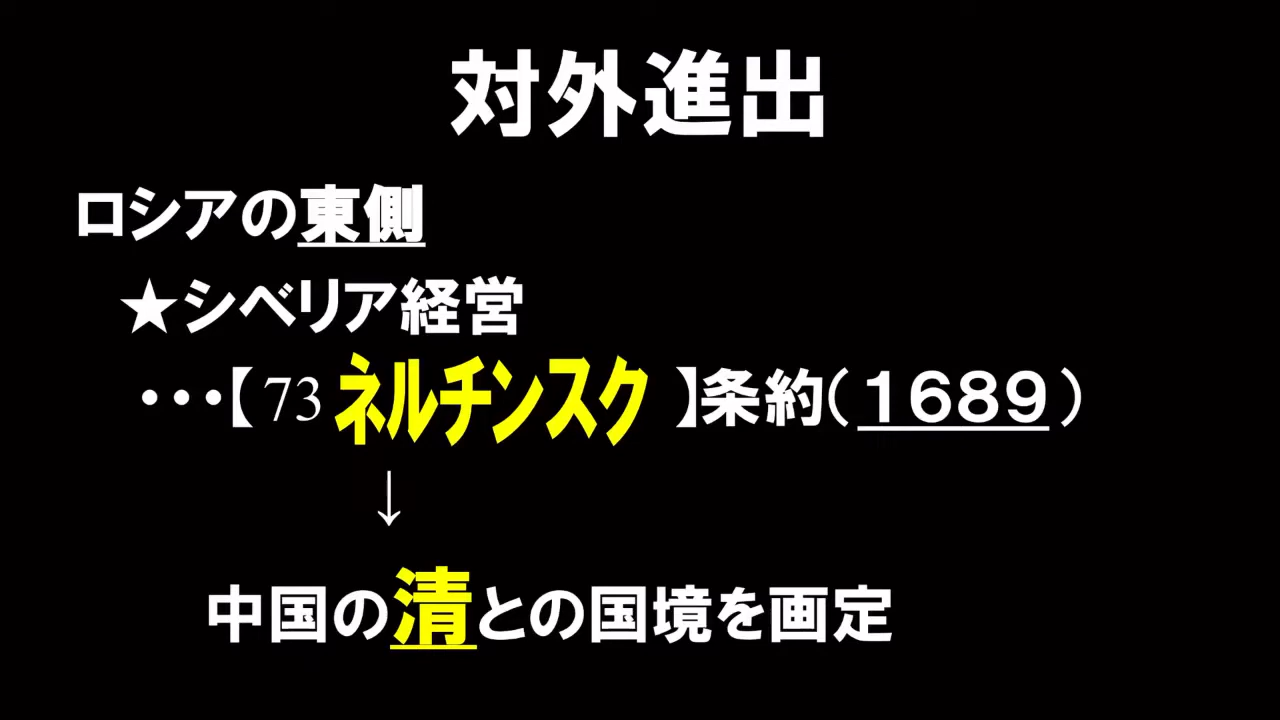 対外進出
ロシアの東側
★シベリア経営
・・・【73 ネルチンスク 】条約（１６８９）
↓
中国の清との国境を画定